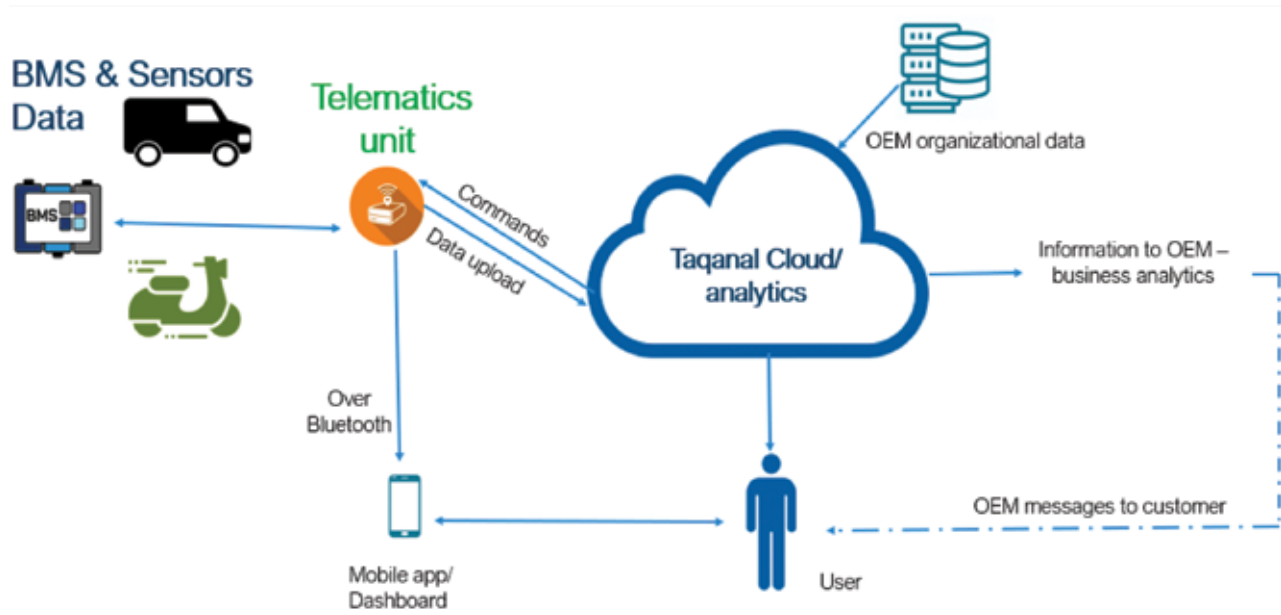 BMS & Sensors
Data
BMS
Telematics
unit
Commands
Data upload
OEM organizational data
Taqanal Cloud/
analytics
Information to OEM –
business analytics
Over
Bluetooth
OEM messages to customer
Mobile app/
Dashboard
User